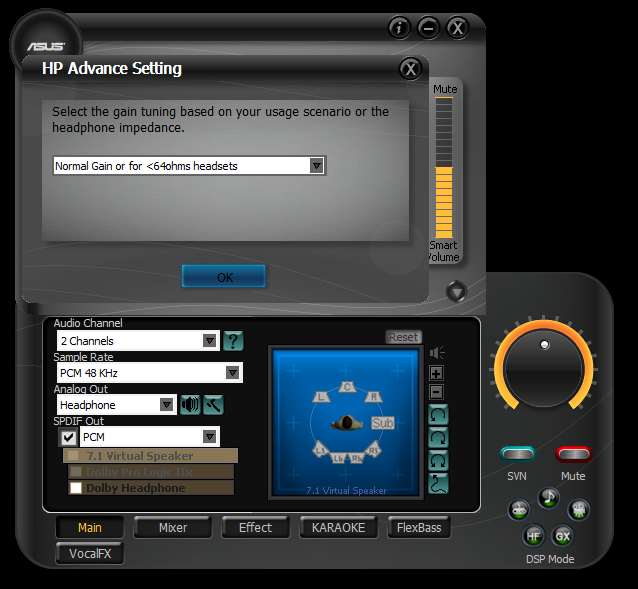 ASUS
HP Advance Setting
Select the gain tuning based on your usage scenario or the
headphone impedance.
Normal Gain or for <64ohms headsets
OK
Mute
Smart
Volume
Audio Channel
2 Channels
?
Sample Rate
PCM 48 KHz
Analog Out
Headphone
SPDIF Out
PCM
7.1 Virtual Speaker
Dolby Pro Logic IIx
Dolby Headphone
Reset
L
C
R
Sub
Ls
Lb
Rb
Rs
7.1 Virtual Speaker
SVN
Mute
HF
GX
DSP Mode
Main
Mixer
Effect
KARAOKE
FlexBass
VocalFX